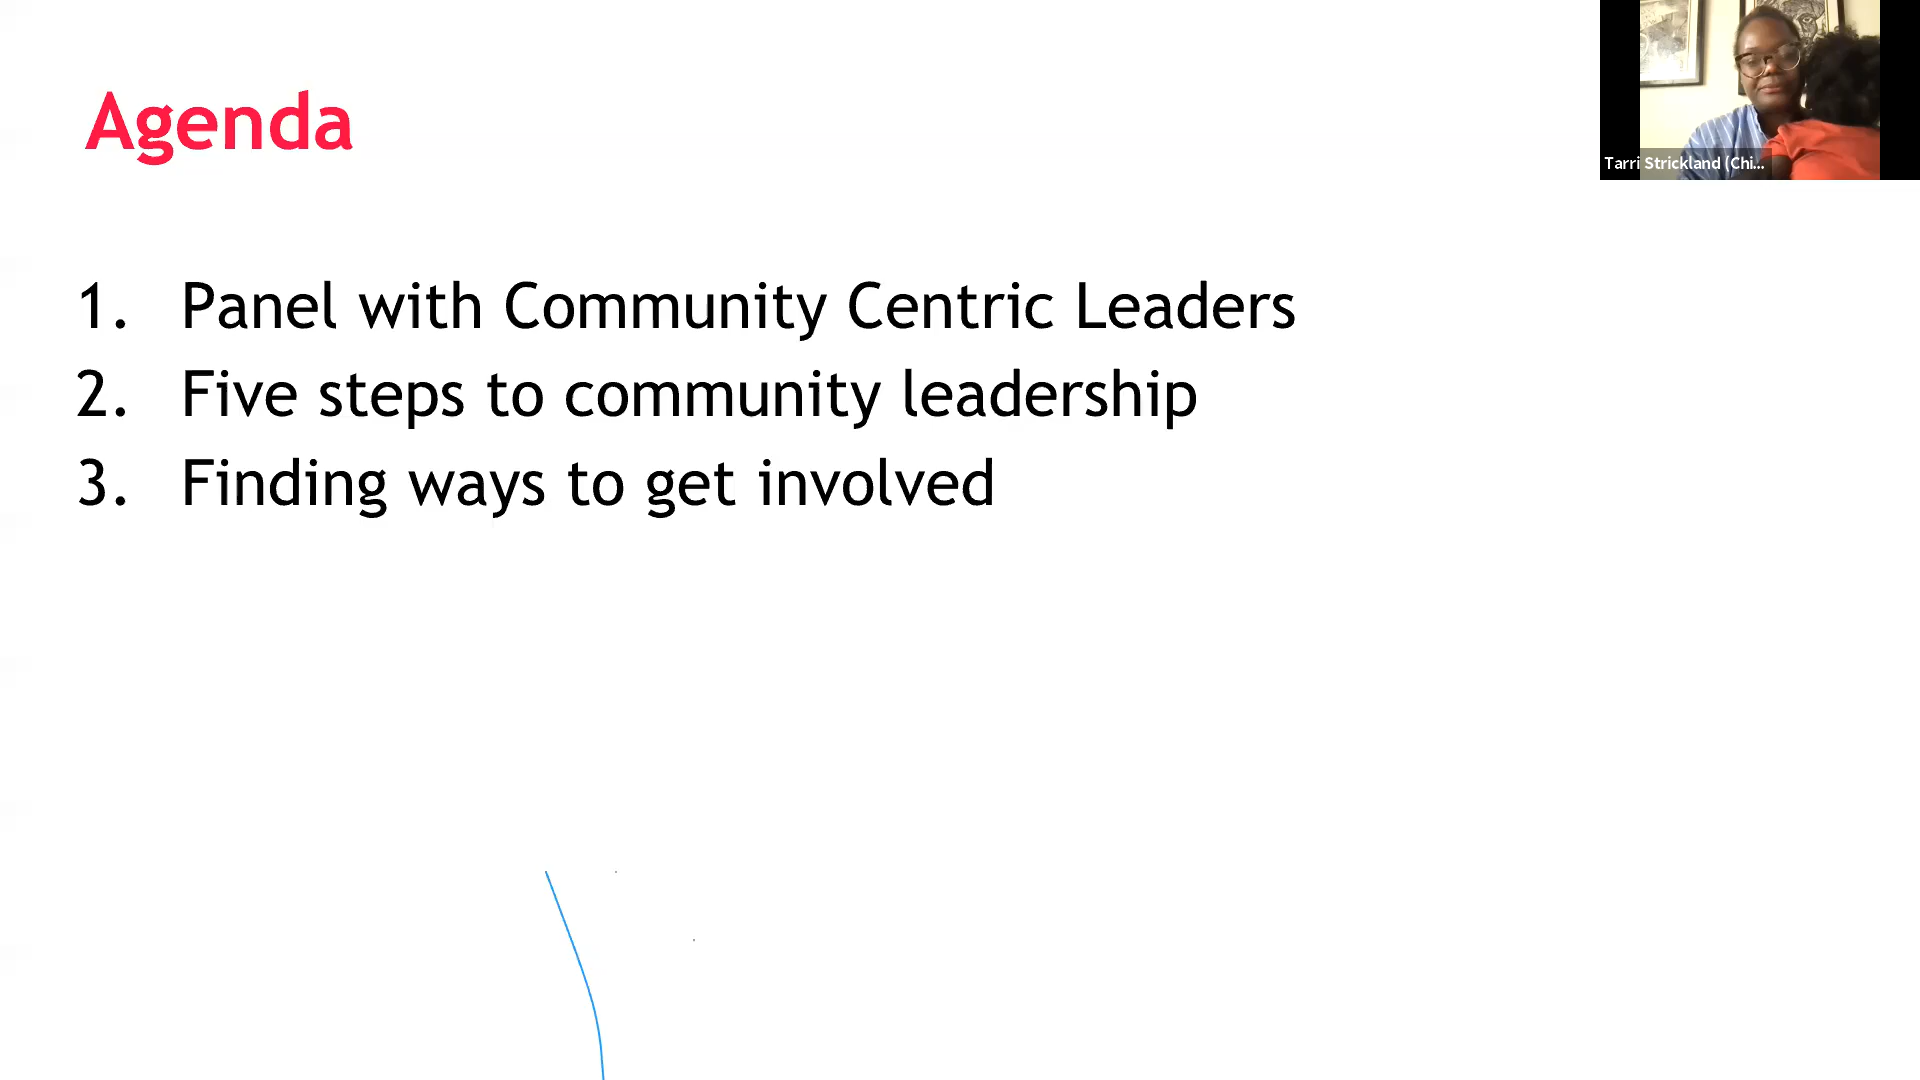 Agenda
Tarri Strickland (Chi...
1. Panel with Community Centric Leaders
2. Five steps to community leadership
3. Finding ways to get involved